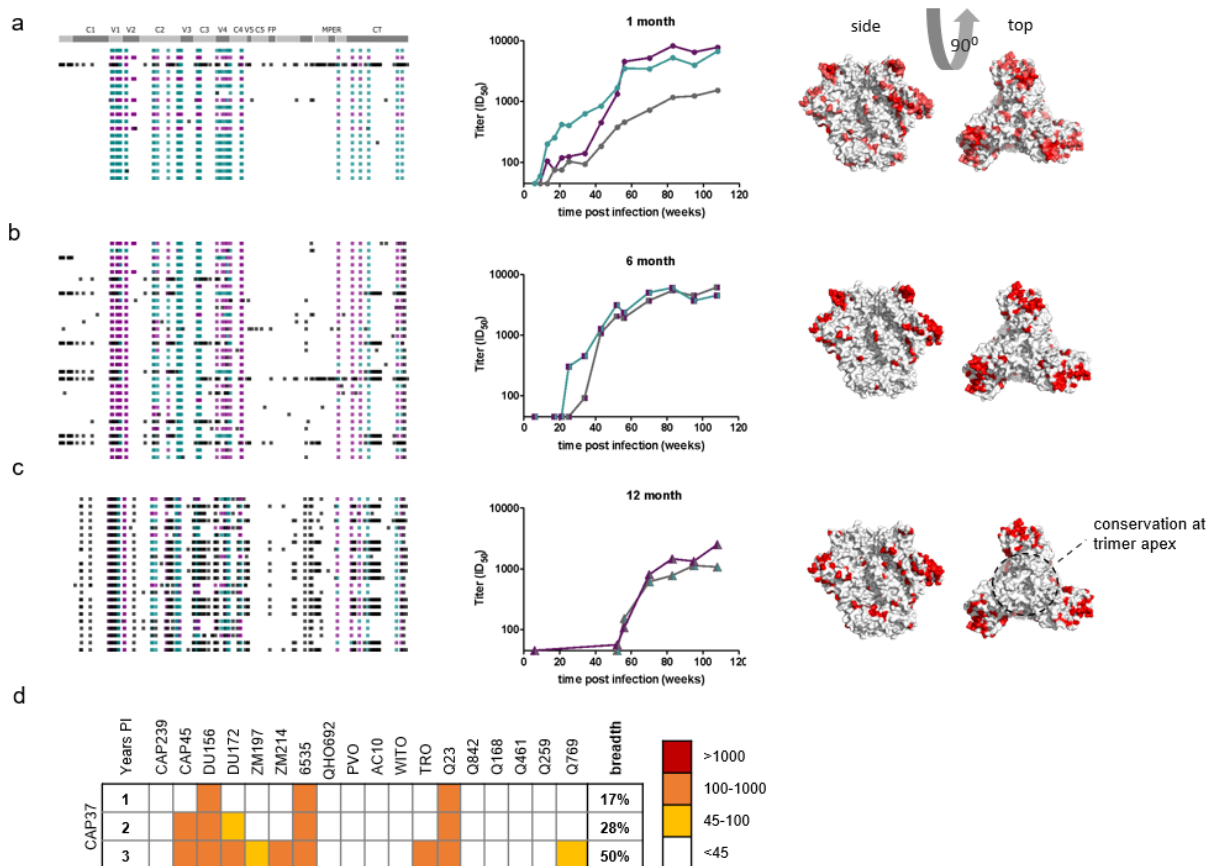 a
C1 V1 V2 C2 V3 C3 V4 C4 V5 C5 FP MPER CT
1 month
Titer (ID50)
10000
1000
100
0 20 40 60 80 100 120
time post infection (weeks)
side
90⁰
top
b
6 month
Titer (ID50)
10000
1000
100
0 20 40 60 80 100 120
time post infection (weeks)
c
12 month
Titer (ID50)
10000
1000
100
0 20 40 60 80 100 120
time post infection (weeks)
conservation at
trimer apex
d
Years PI CAP239 CAP45 DU156 DU172 ZM197 ZM214 6535 QHO692 PVO AC10 WITO TRO Q23 Q842 Q168 Q461 Q259 Q769 breadth
CAP37
1 17%
2 28%
3 50%
>1000
100-1000
45-100
<45